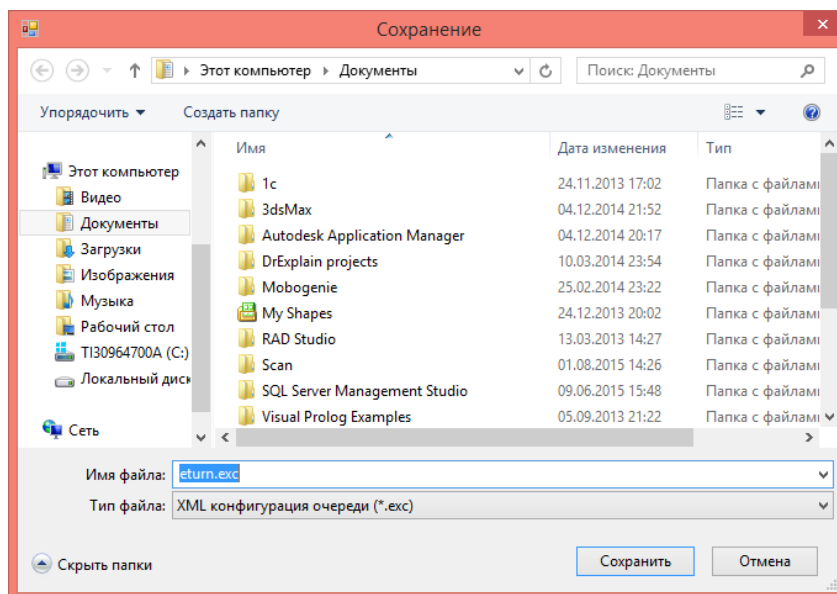 Сохранение
Этот компьютер ▸ Документы
Поиск: Документы
Упорядочить
Создать папку
Этот компьютер
Видео
Документы
Загрузки
Изображения
Музыка
Рабочий стол
TI30964700A (C:)
Локальный диск
Сеть
Имя Дата изменения Тип
1c 24.11.2013 17:02 Папка с файлами
3dsMax 04.12.2014 21:52 Папка с файлами
Autodesk Application Manager 04.12.2014 20:17 Папка с файлами
DrExplain projects 10.03.2014 23:54 Папка с файлами
Mobogenie 25.02.2014 23:22 Папка с файлами
My Shapes 24.12.2013 20:02 Папка с файлами
RAD Studio 13.03.2013 14:27 Папка с файлами
Scan 01.08.2015 14:26 Папка с файлами
SQL Server Management Studio 09.06.2015 15:48 Папка с файлами
Visual Prolog Examples 05.09.2013 21:22 Папка с файлами
Имя файла: eturn.exc
Тип файла: XML конфигурация очереди (*.exc)
Скрыть папки
Сохранить
Отмена